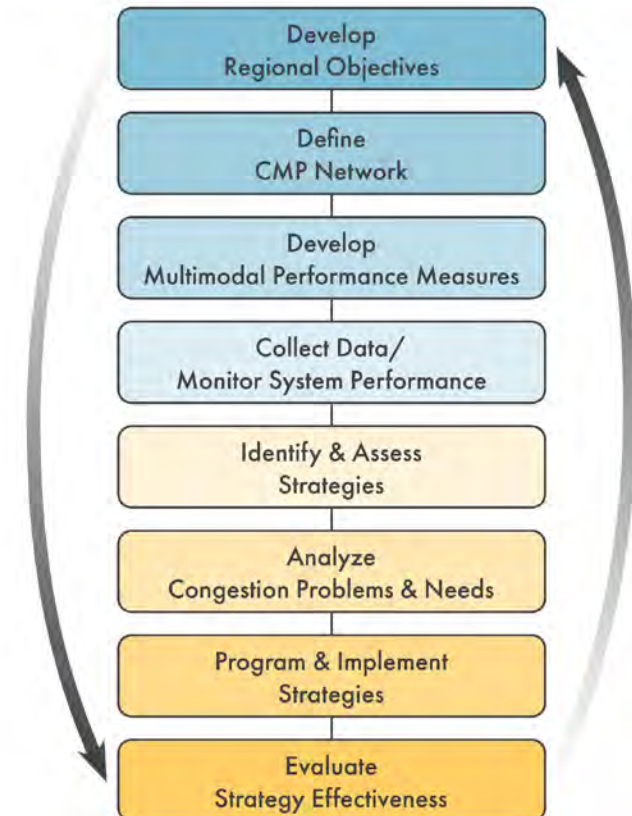 Develop
Regional Objectives
Define
CMP Network
Develop
Multimodal Performance Measures
Collect Data/
Monitor System Performance
Identify & Assess
Strategies
Analyze
Congestion Problems & Needs
Program & Implement
Strategies
Evaluate
Strategy Effectiveness